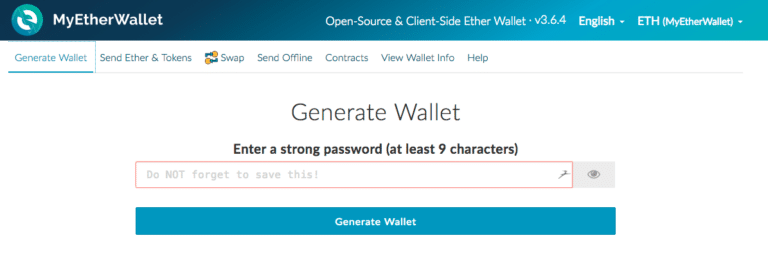 MyEtherWallet
Open-Source & Client-Side Ether Wallet · v3.6.4 English ETH (MyEtherWallet)
Generate Wallet Send Ether & Tokens Swap Send Offline Contracts View Wallet Info Help
Generate Wallet
Enter a strong password (at least 9 characters)
Do NOT forget to save this!
Generate Wallet